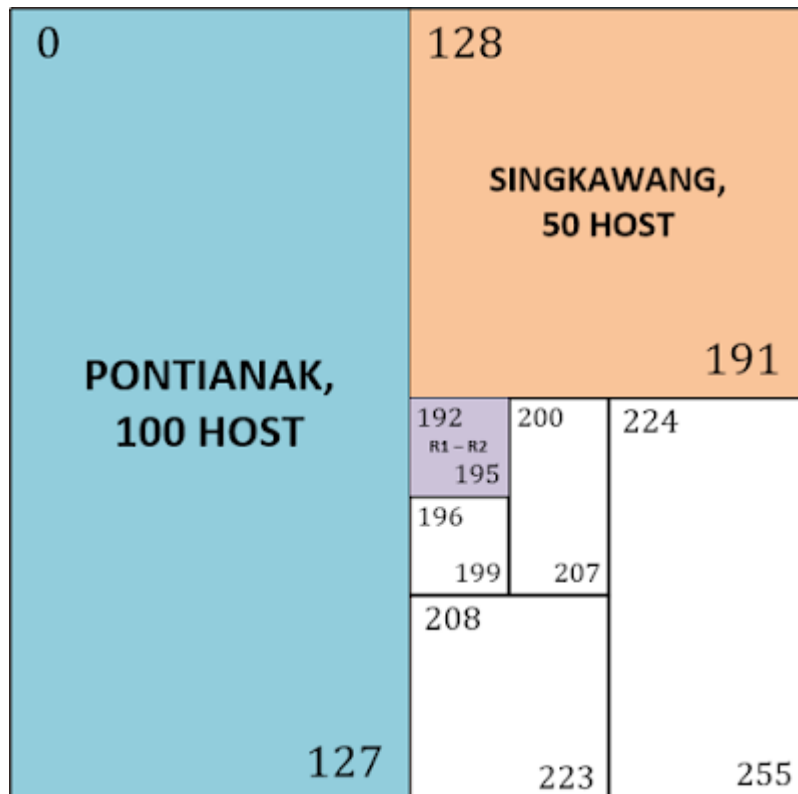 0
PONTIANAK,
100 HOST
127
128
SINGKAWANG,
50 HOST
191
192
R1 – R2
195
196
199
200
207
208
223
224
255